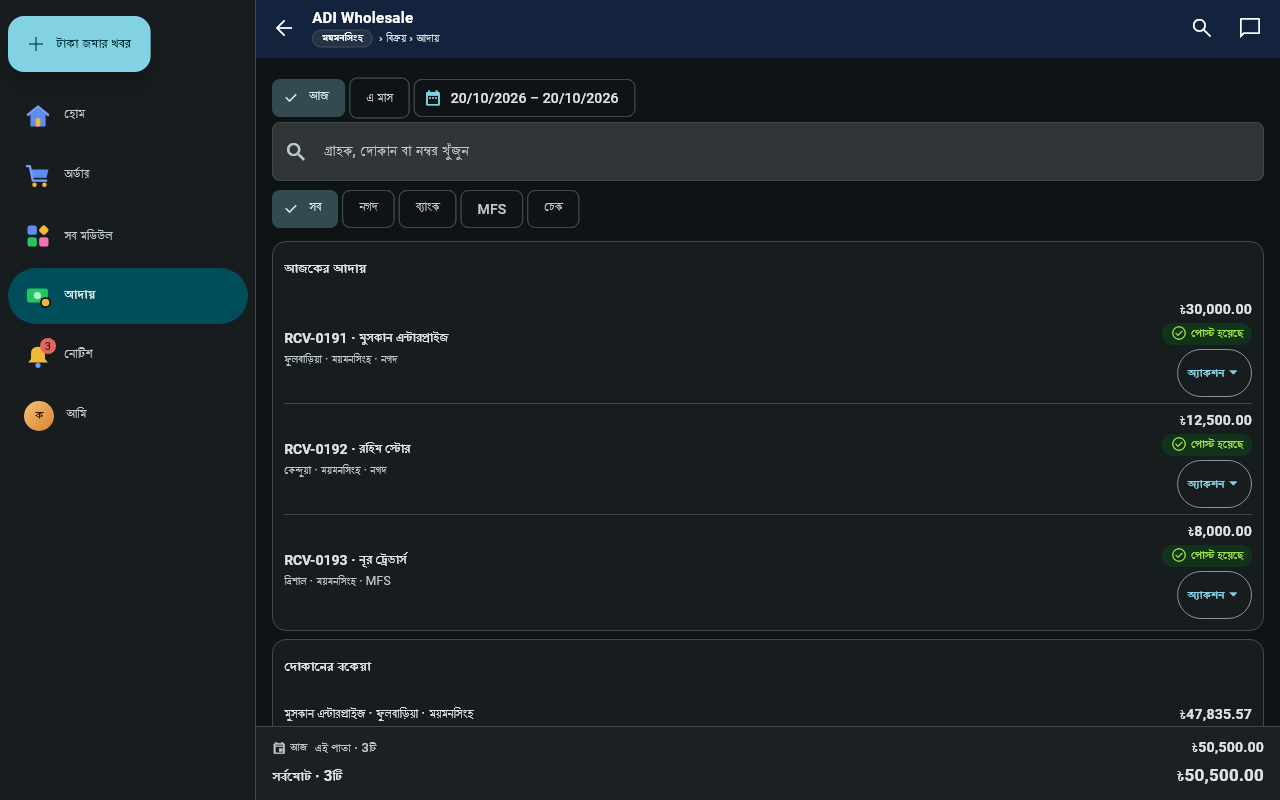 টাকা জমার খবর
হোম
অর্ডার
সব মডিউল
আদায়
3
নোটিশ
ক
আমি
ADI Wholesale
ময়মনসিংহ › বিক্রয় › আদায়
আজ
এ মাস
20/10/2026 – 20/10/2026
গ্রাহক, দোকান বা নম্বর খুঁজুন
সব
নগদ
ব্যাংক
MFS
চেক
আজকের আদায়
RCV-0191 · মুসকান এন্টারপ্রাইজ
ফুলবাড়িয়া · ময়মনসিংহ · নগদ
৳30,000.00
পোস্ট হয়েছে
অ্যাকশন
RCV-0192 · রহিম স্টোর
কেন্দুয়া · ময়মনসিংহ · নগদ
৳12,500.00
পোস্ট হয়েছে
অ্যাকশন
RCV-0193 · নূর ট্রেডার্স
ত্রিশাল · ময়মনসিংহ · MFS
৳8,000.00
পোস্ট হয়েছে
অ্যাকশন
দোকানের বকেয়া
মুসকান এন্টারপ্রাইজ · ফুলবাড়িয়া · ময়মনসিংহ
৳47,835.57
আজ এই পাতা · 3টি
৳50,500.00
সর্বমোট · 3টি
৳50,500.00